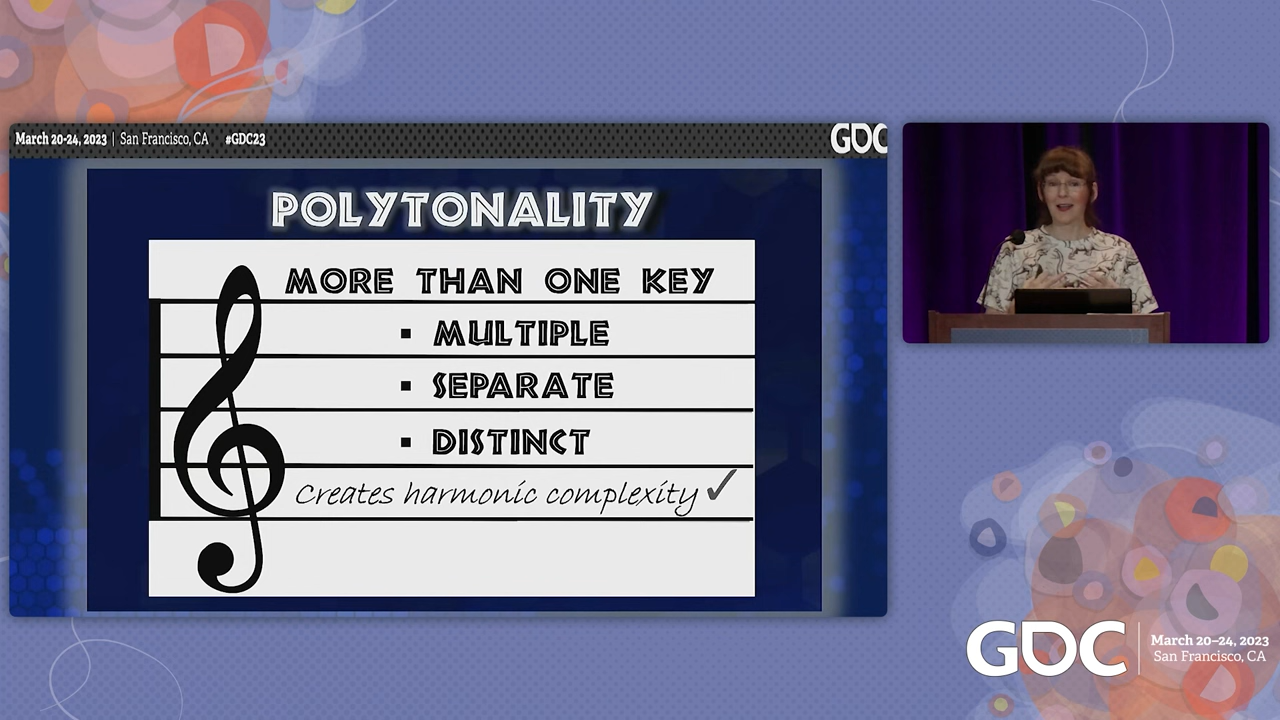 March 20-24, 2023 | San Francisco, CA #GDC23
GDC
POLYTONALITY
MORE THAN ONE KEY
▪ MULTIPLE
▪ SEPARATE
▪ DISTINCT
Creates harmonic complexity ✓
GDC
March 20–24, 2023
San Francisco, CA